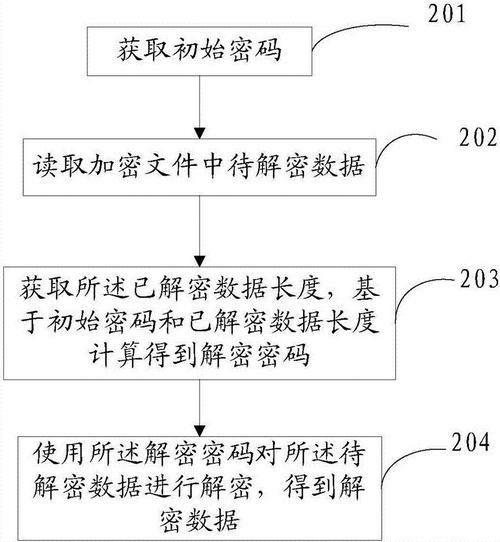 201
获取初始密码
202
读取加密文件中待解密数据
203
获取所述已解密数据长度，基
于初始密码和已解密数据长度
计算得到解密密码
204
使用所述解密密码对所述待
解密数据进行解密，得到解
密数据